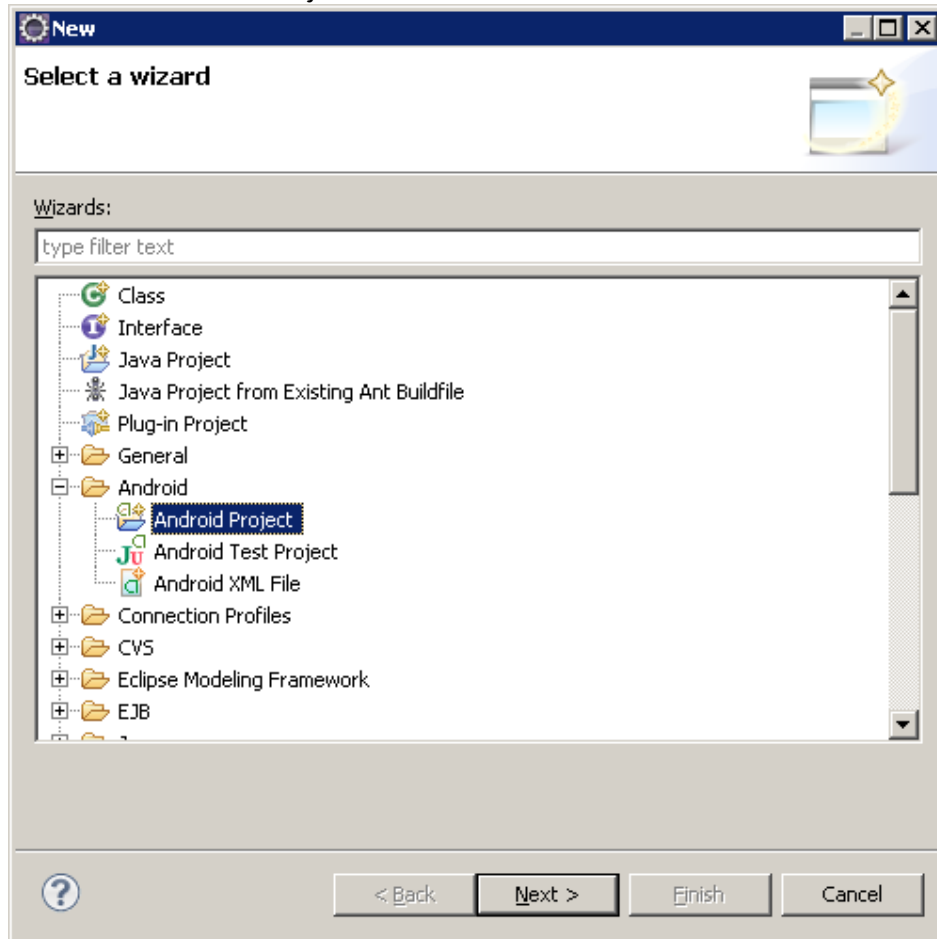 New
Select a wizard
Wizards:
type filter text
Class
Interface
Java Project
Java Project from Existing Ant Buildfile
Plug-in Project
General
Android
Android Project
Android Test Project
Android XML File
Connection Profiles
CVS
Eclipse Modeling Framework
EJB
< Back Next > Finish Cancel